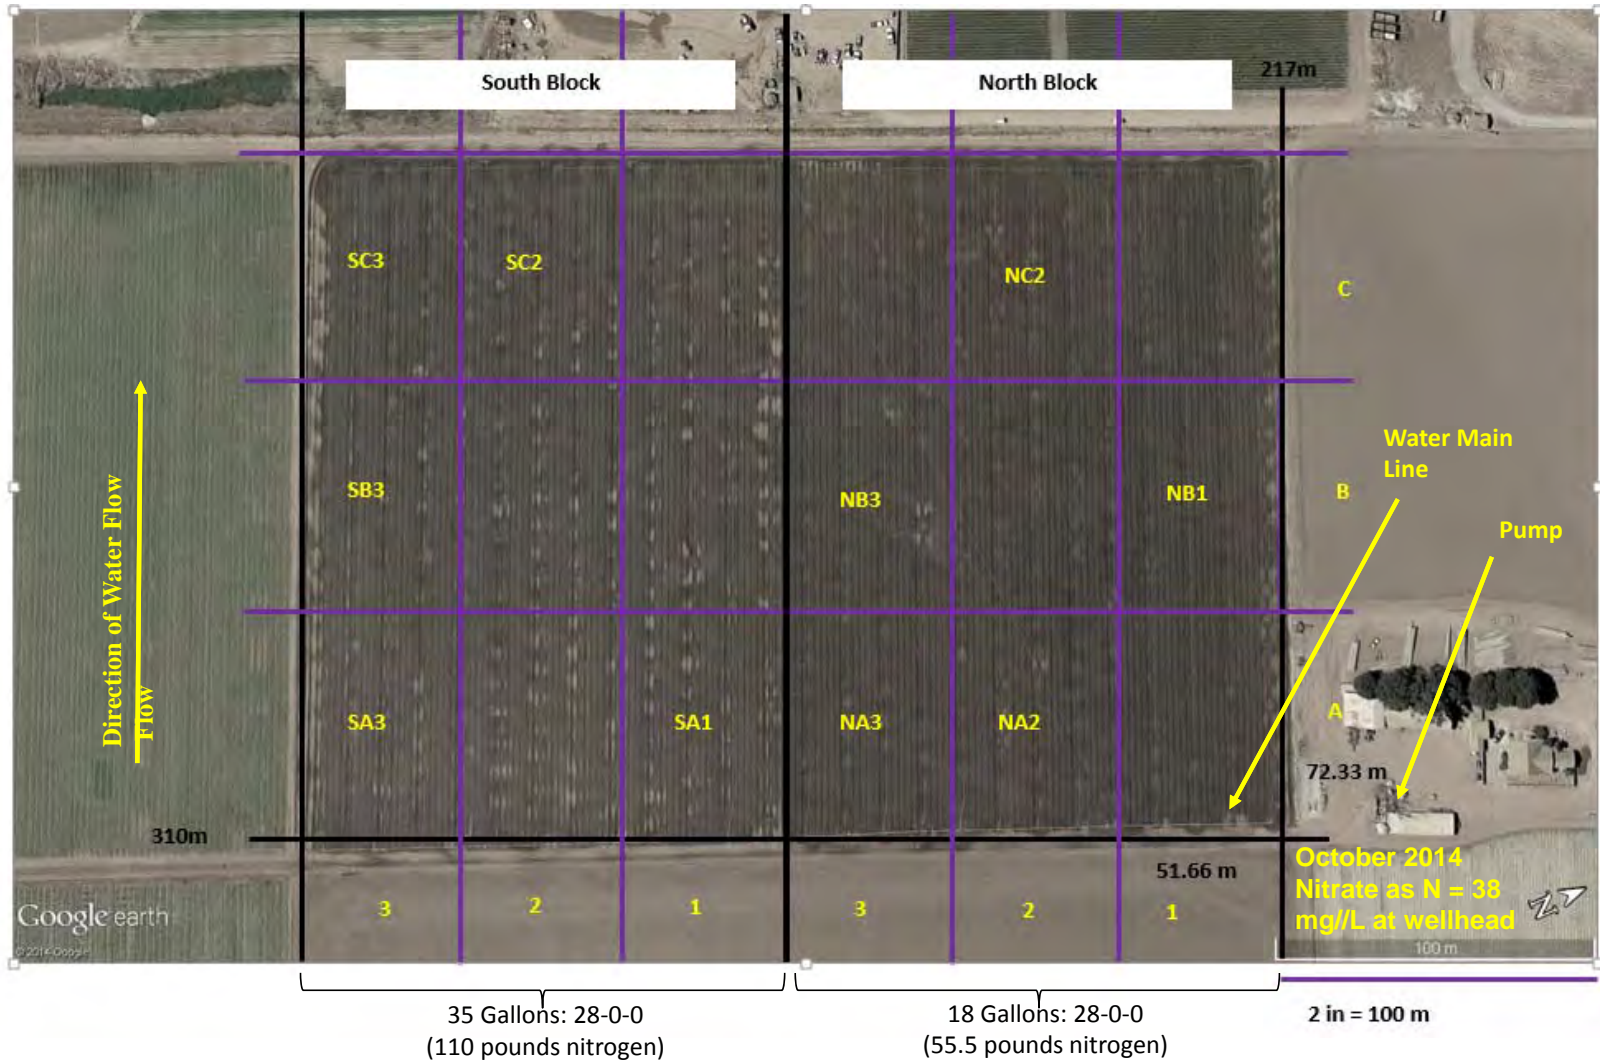 South Block
North Block
217m
SC3
SC2
NC2
C
Water Main
Line
SB3
NB3
NB1
B
Pump
Direction of Water Flow
Flow
SA3
SA1
NA3
NA2
A
72.33 m
310m
51.66 m
October 2014
Nitrate as N = 38
mg//L at wellhead
3
2
1
3
2
1
Google earth
© 2014 Google
N
100 m
35 Gallons: 28-0-0
(110 pounds nitrogen)
18 Gallons: 28-0-0
(55.5 pounds nitrogen)
2 in = 100 m